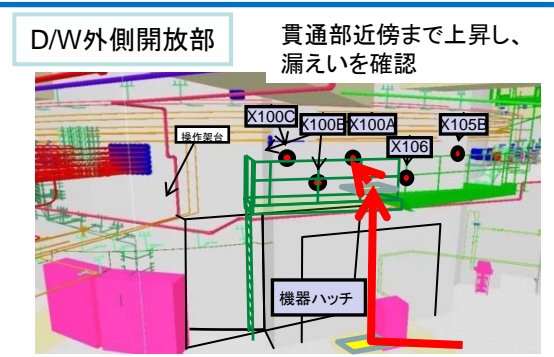 D/W外側開放部
貫通部近傍まで上昇し、
漏えいを確認
X100C
X100B
X100A
X105B
操作架台
X106
機器ハッチ